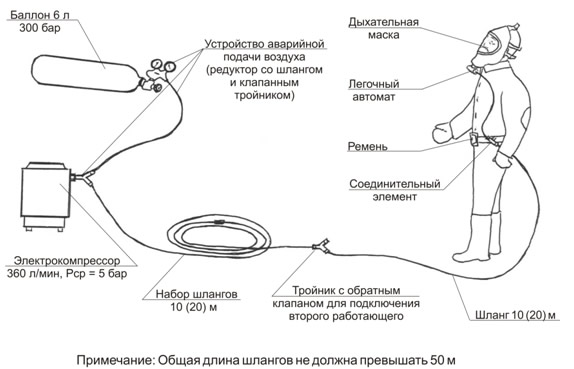 Баллон 6 л
300 бар
Устройство аварийной
подачи воздуха
(редуктор со шлангом
и клапанным
тройником)
Дыхательная
маска
Легочный
автомат
Ремень
Соединительный
элемент
Электрокомпрессор
360 л/мин, Рср = 5 бар
Набор шлангов
10 (20) м
Тройник с обратным
клапаном для подключения
второго работающего
Шланг 10 (20) м
Примечание: Общая длина шлангов не должна превышать 50 м